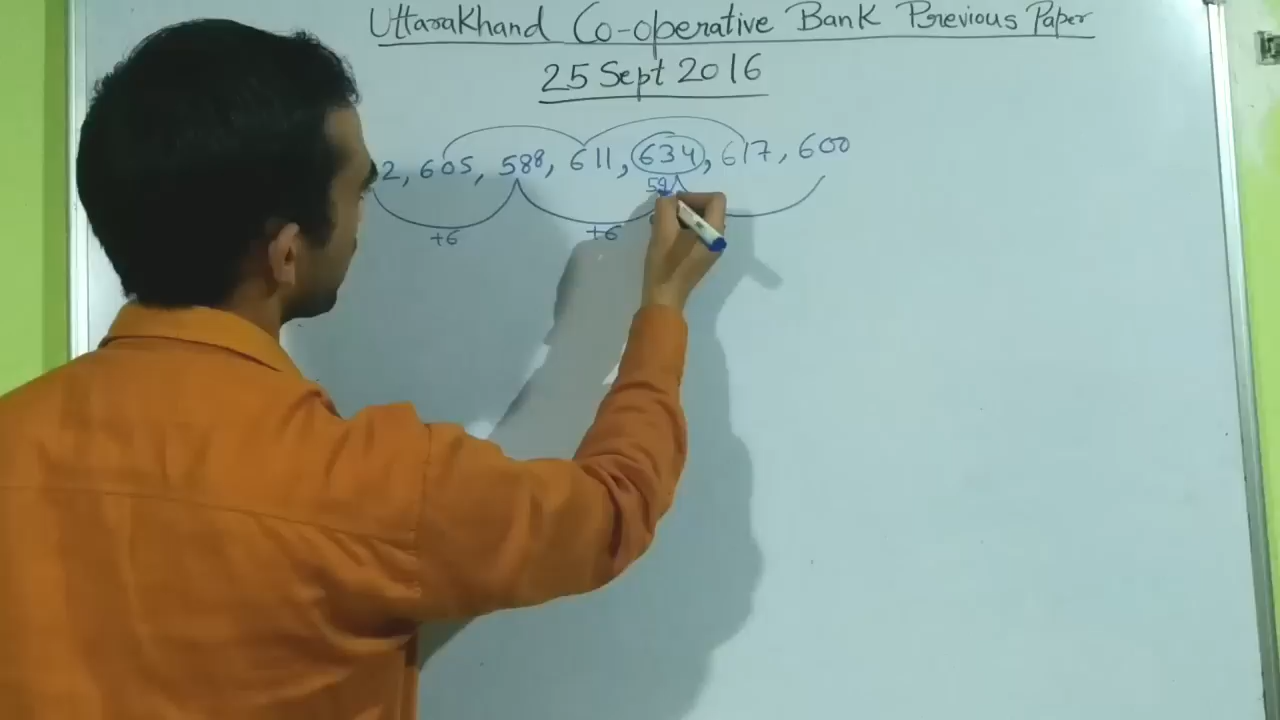 Uttarakhand Co-operative Bank Previous Paper
25 Sept 2016
2, 605, 588, 611, 634, 617, 600
+6 +6